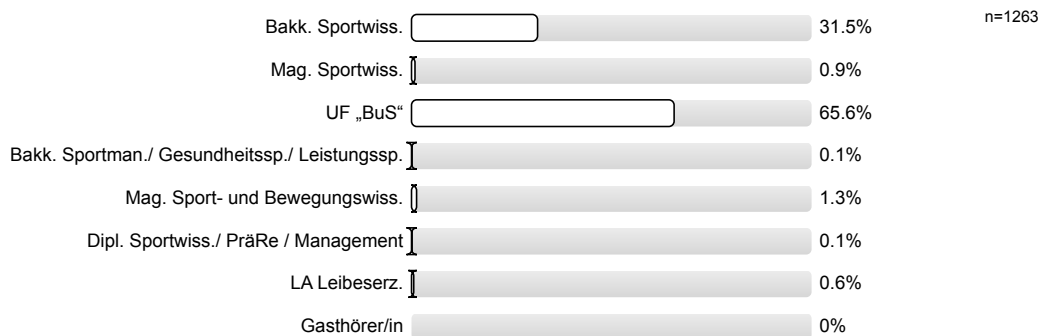 Bakk. Sportwiss. 31.5% n=1263
Mag. Sportwiss. 0.9%
UF „BuS“ 65.6%
Bakk. Sportman./ Gesundheitssp./ Leistungssp. 0.1%
Mag. Sport- und Bewegungswiss. 1.3%
Dipl. Sportwiss./ PräRe / Management 0.1%
LA Leibeserz. 0.6%
Gasthörer/in 0%